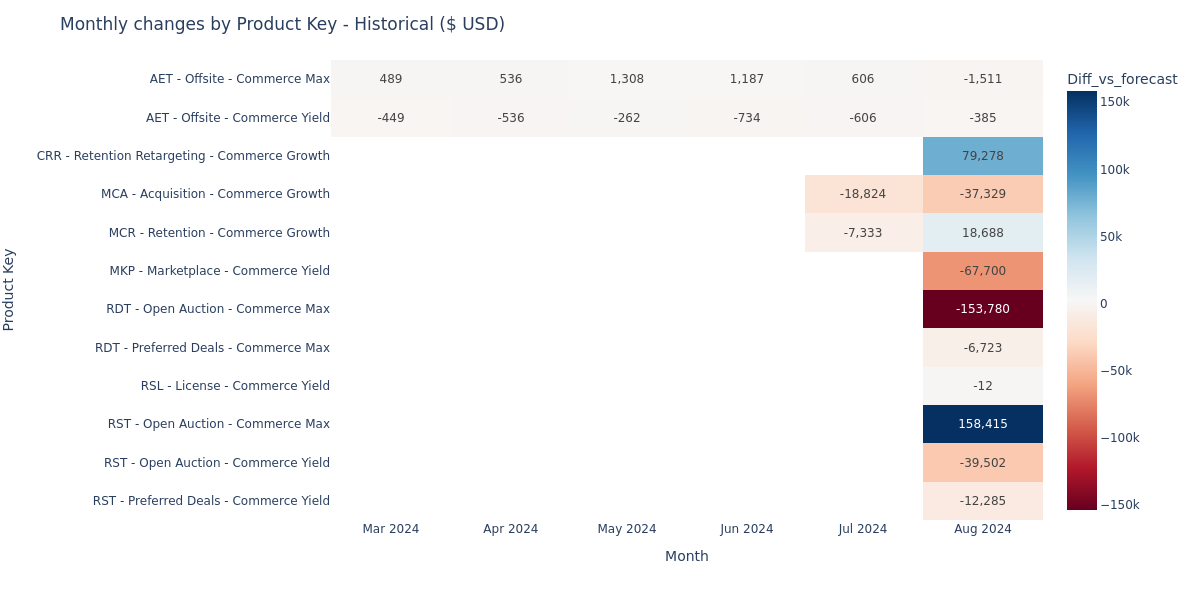 Monthly changes by Product Key - Historical ($ USD)
Diff_vs_forecast
AET - Offsite - Commerce Max 489 536 1,308 1,187 606 -1,511
AET - Offsite - Commerce Yield -449 -536 -262 -734 -606 -385
CRR - Retention Retargeting - Commerce Growth 79,278
MCA - Acquisition - Commerce Growth -18,824 -37,329
MCR - Retention - Commerce Growth -7,333 18,688
MKP - Marketplace - Commerce Yield -67,700
RDT - Open Auction - Commerce Max -153,780
RDT - Preferred Deals - Commerce Max -6,723
RSL - License - Commerce Yield -12
RST - Open Auction - Commerce Max 158,415
RST - Open Auction - Commerce Yield -39,502
RST - Preferred Deals - Commerce Yield -12,285
Mar 2024 Apr 2024 May 2024 Jun 2024 Jul 2024 Aug 2024
Month
Product Key
150k
100k
50k
0
−50k
−100k
−150k